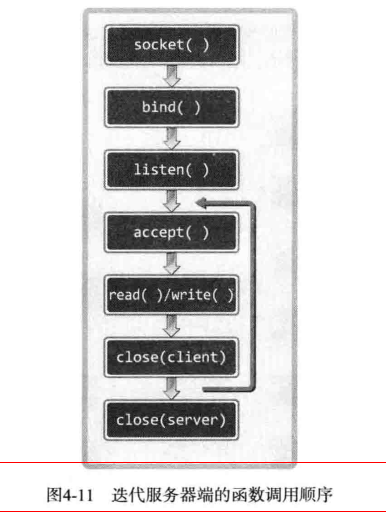 socket( )
bind( )
listen( )
accept( )
read( )/write( )
close(client)
close(server)
图4-11 迭代服务器端的函数调用顺序